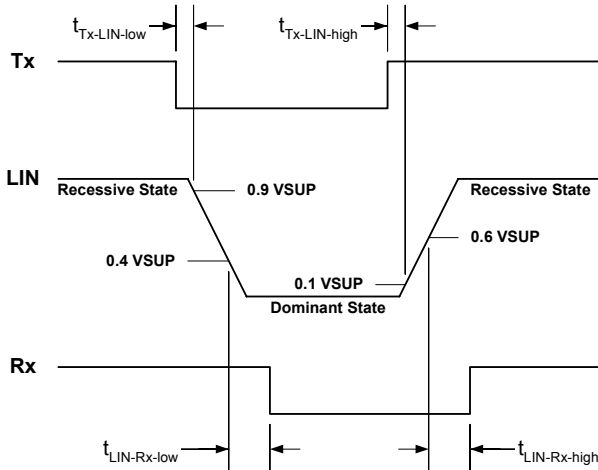 tTx-LIN-low
tTx-LIN-high
Tx
LIN
Recessive State
0.9 VSUP
Recessive State
0.6 VSUP
0.4 VSUP
0.1 VSUP
Dominant State
Rx
tLIN-Rx-low
tLIN-Rx-high